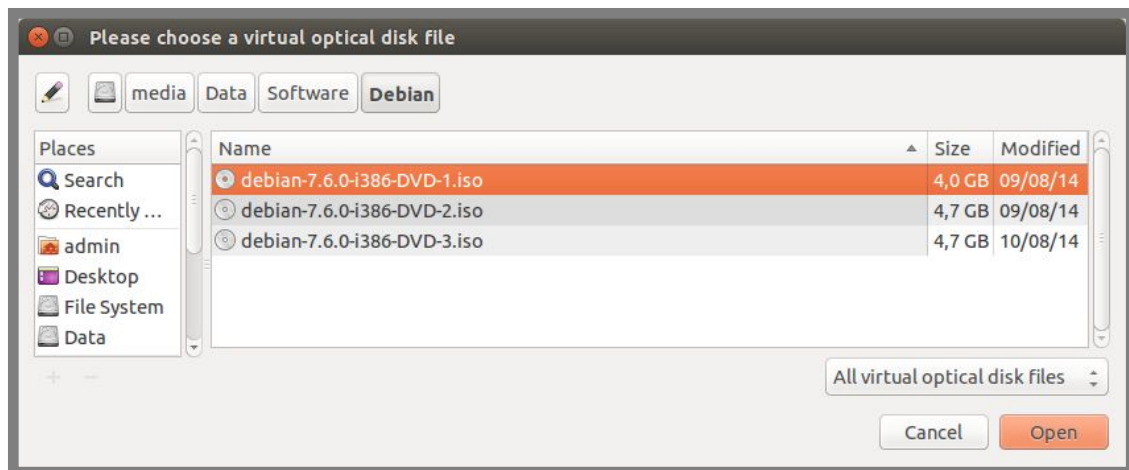 Please choose a virtual optical disk file
media Data Software Debian
Places
Search
Recently ...
admin
Desktop
File System
Data
Name Size Modified
debian-7.6.0-i386-DVD-1.iso 4,0 GB 09/08/14
debian-7.6.0-i386-DVD-2.iso 4,7 GB 09/08/14
debian-7.6.0-i386-DVD-3.iso 4,7 GB 10/08/14
All virtual optical disk files
Cancel Open